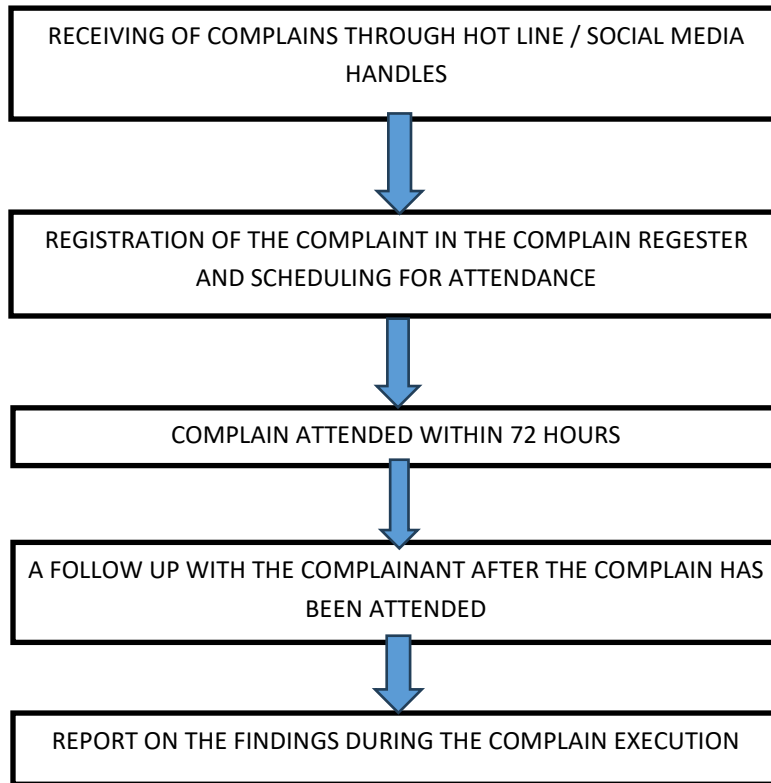 RECEIVING OF COMPLAINS THROUGH HOT LINE / SOCIAL MEDIA
HANDLES
REGISTRATION OF THE COMPLAINT IN THE COMPLAIN REGESTER
AND SCHEDULING FOR ATTENDANCE
COMPLAIN ATTENDED WITHIN 72 HOURS
A FOLLOW UP WITH THE COMPLAINANT AFTER THE COMPLAIN HAS
BEEN ATTENDED
REPORT ON THE FINDINGS DURING THE COMPLAIN EXECUTION